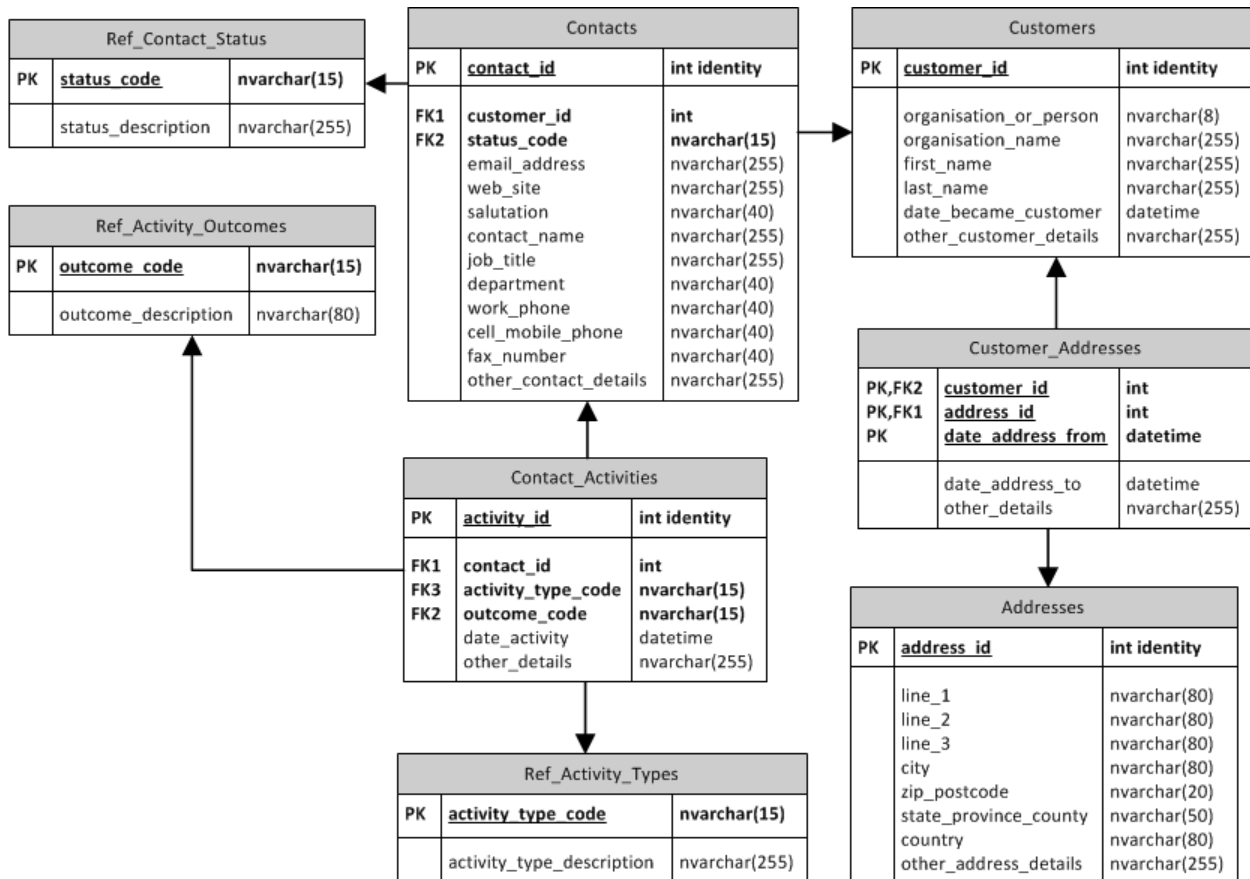 Ref_Contact_Status
PK status_code nvarchar(15)
status_description nvarchar(255)
Ref_Activity_Outcomes
PK outcome_code nvarchar(15)
outcome_description nvarchar(80)
Contacts
PK contact_id int identity
FK1 customer_id int
FK2 status_code nvarchar(15)
email_address nvarchar(255)
web_site nvarchar(255)
salutation nvarchar(40)
contact_name nvarchar(255)
job_title nvarchar(255)
department nvarchar(40)
work_phone nvarchar(40)
cell_mobile_phone nvarchar(40)
fax_number nvarchar(40)
other_contact_details nvarchar(255)
Customers
PK customer_id int identity
organisation_or_person nvarchar(8)
organisation_name nvarchar(255)
first_name nvarchar(255)
last_name nvarchar(255)
date_became_customer datetime
other_customer_details nvarchar(255)
Customer_Addresses
PK,FK2 customer_id int
PK,FK1 address_id int
PK date_address_from datetime
date_address_to datetime
other_details nvarchar(255)
Contact_Activities
PK activity_id int identity
FK1 contact_id int
FK3 activity_type_code nvarchar(15)
FK2 outcome_code nvarchar(15)
date_activity datetime
other_details nvarchar(255)
Addresses
PK address_id int identity
line_1 nvarchar(80)
line_2 nvarchar(80)
line_3 nvarchar(80)
city nvarchar(80)
zip_postcode nvarchar(20)
state_province_county nvarchar(50)
country nvarchar(80)
other_address_details nvarchar(255)
Ref_Activity_Types
PK activity_type_code nvarchar(15)
activity_type_description nvarchar(255)